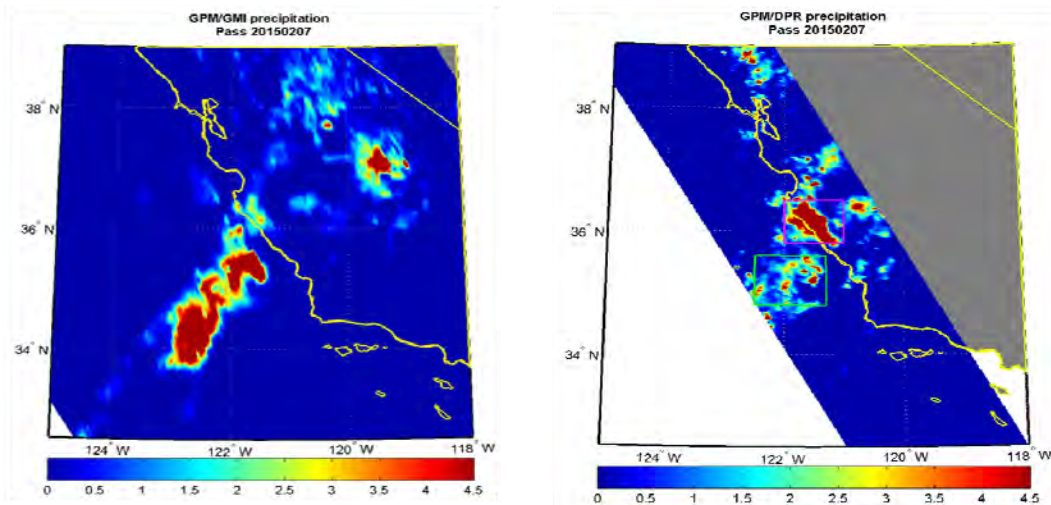 GPM/GMI precipitation
Pass 20150207
38° N
36° N
34° N
124° W
122° W
120° W
118° W
0 0.5 1 1.5 2 2.5 3 3.5 4 4.5
GPM/DPR precipitation
Pass 20150207
38° N
36° N
34° N
124° W
122° W
120° W
118° W
0 0.5 1 1.5 2 2.5 3 3.5 4 4.5